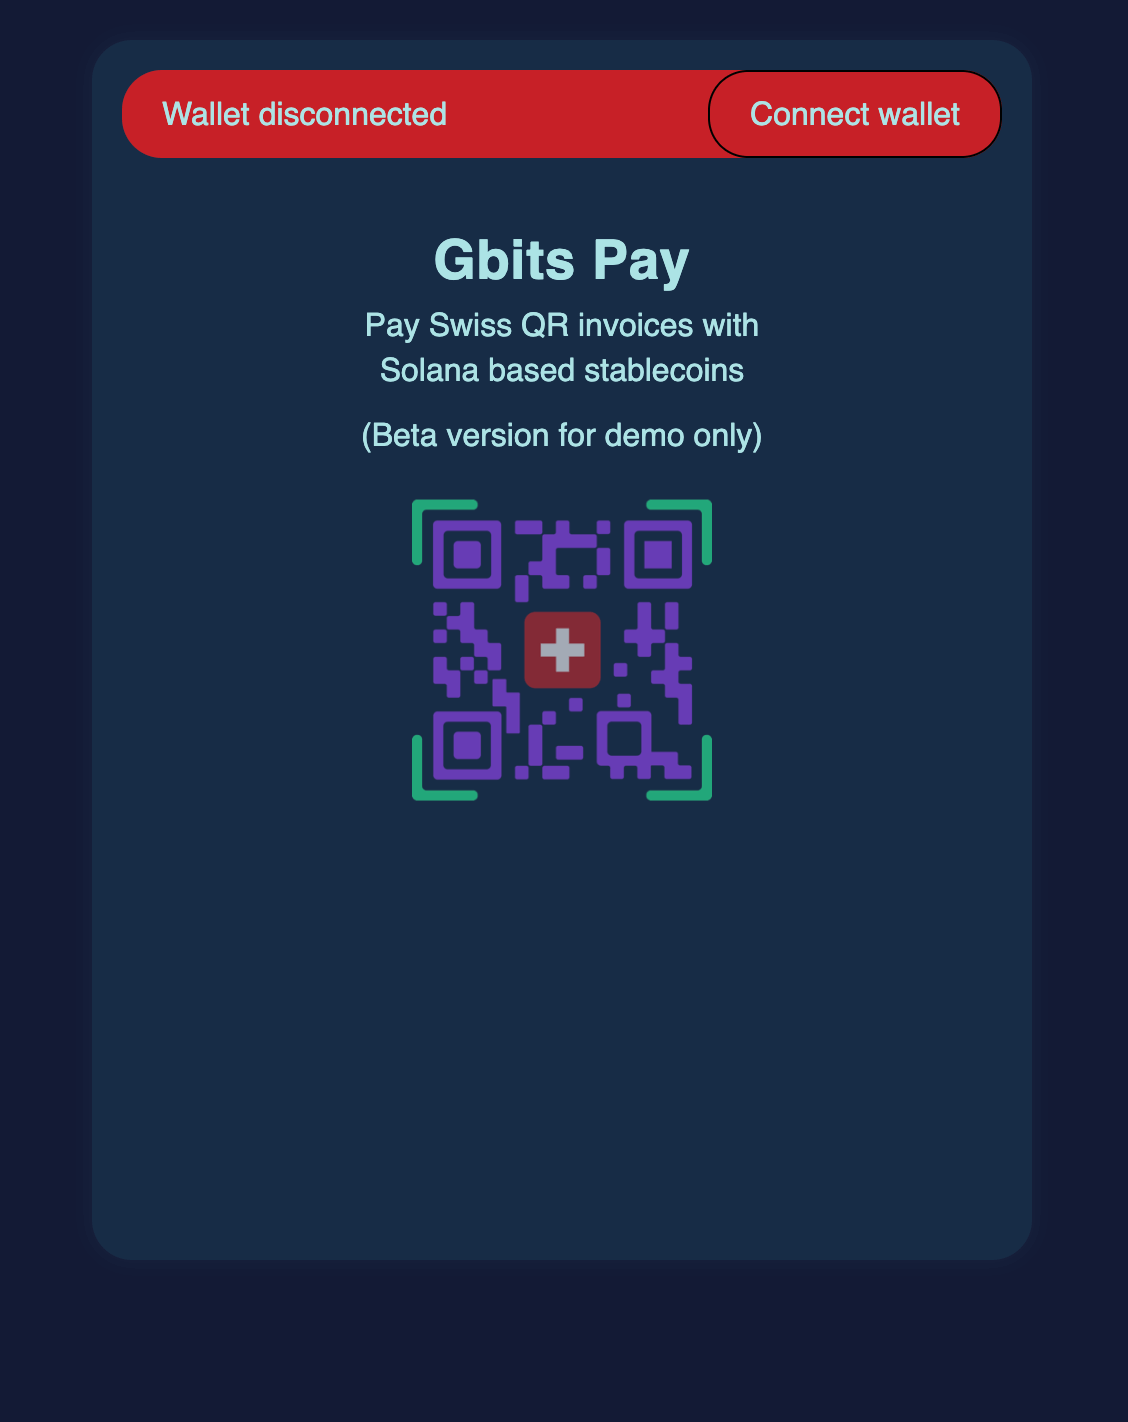 Wallet disconnected
Connect wallet
Gbits Pay
Pay Swiss QR invoices with
Solana based stablecoins
(Beta version for demo only)